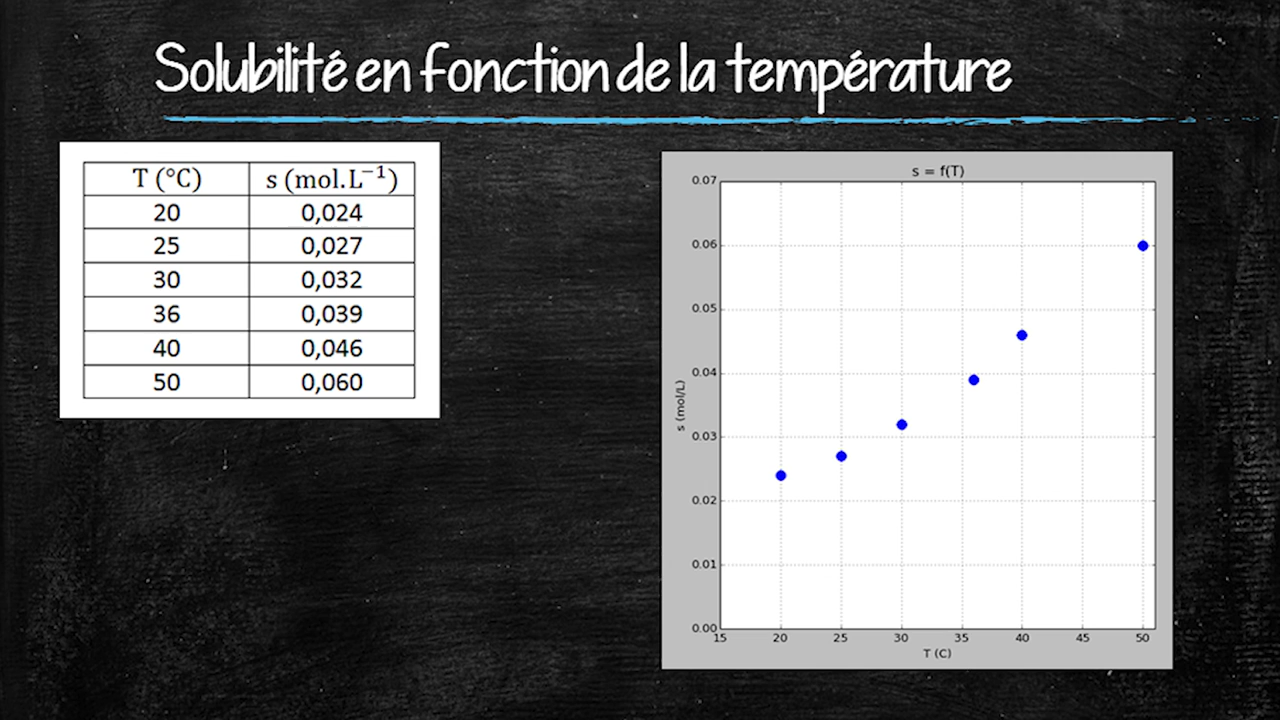 Solubilité en fonction de la température
T (°C) s (mol.L⁻¹)
20 0,024
25 0,027
30 0,032
36 0,039
40 0,046
50 0,060
s = f(T)
0.07
0.06
0.05
0.04
0.03
0.02
0.01
0.00
s (mol/L)
15 20 25 30 35 40 45 50
T (C)